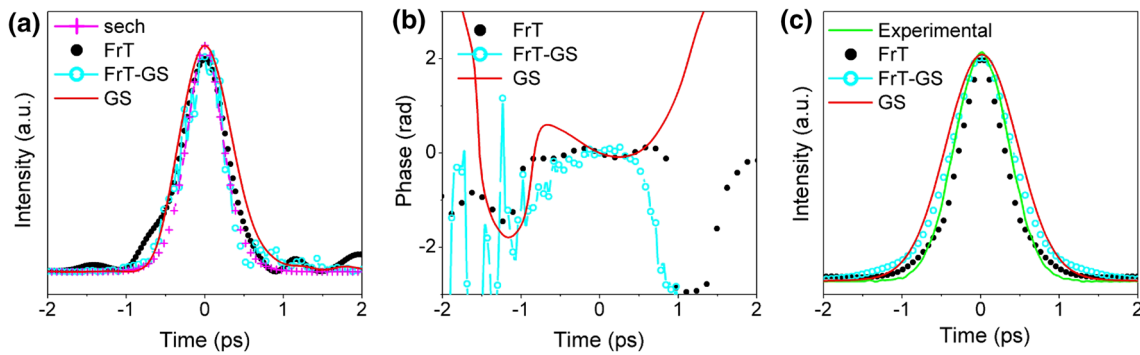 (a)
sech
FrT
FrT-GS
GS
Intensity (a.u.)
-2 -1 0 1 2
Time (ps)
(b)
FrT
FrT-GS
GS
Phase (rad)
2
0
-2
-2 -1 0 1 2
Time (ps)
(c)
Experimental
FrT
FrT-GS
GS
Intensity (a.u.)
-2 -1 0 1 2
Time (ps)